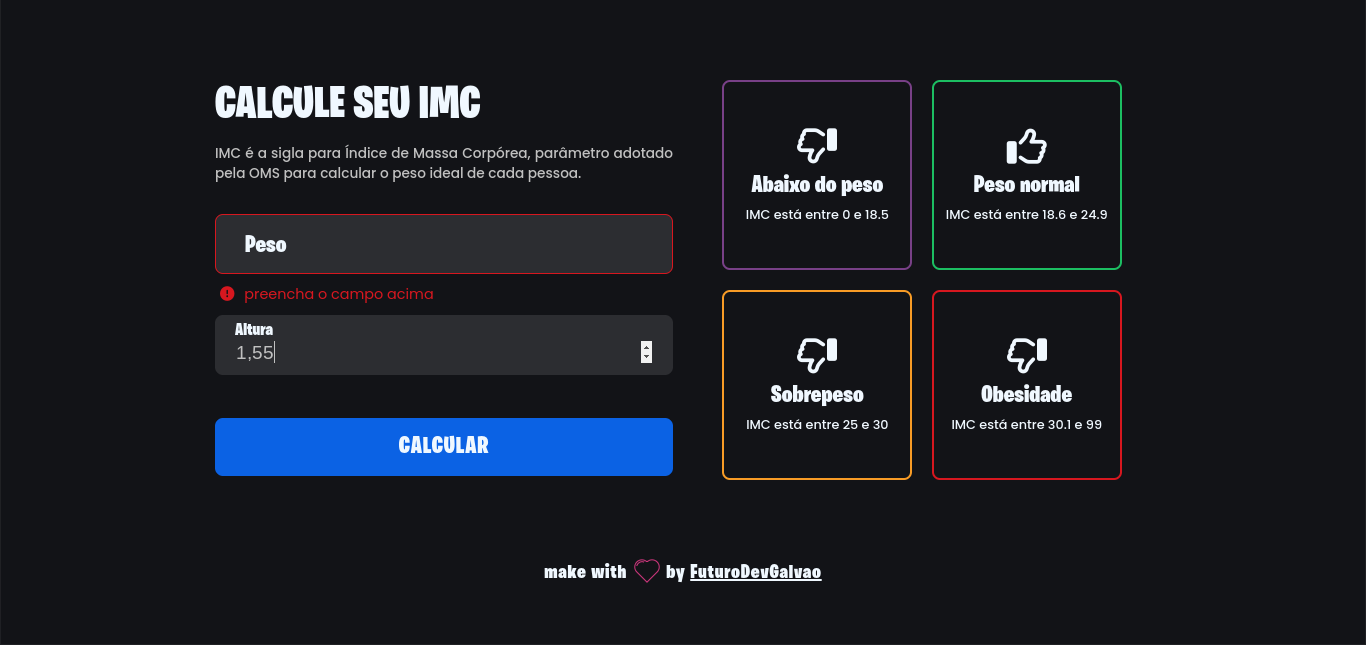 CALCULE SEU IMC
IMC é a sigla para Índice de Massa Corpórea, parâmetro adotado
pela OMS para calcular o peso ideal de cada pessoa.
Peso
preencha o campo acima
Altura
1,55
CALCULAR
Abaixo do peso
IMC está entre 0 e 18.5
Peso normal
IMC está entre 18.6 e 24.9
Sobrepeso
IMC está entre 25 e 30
Obesidade
IMC está entre 30.1 e 99
make with by FuturoDevGalvao